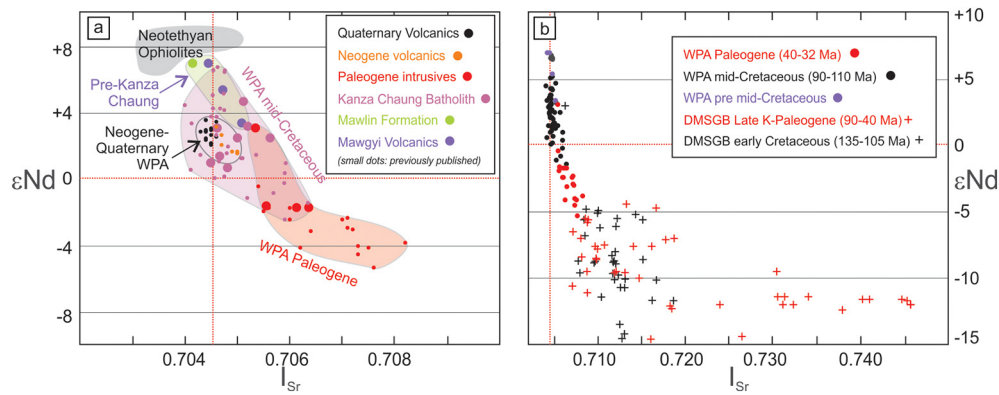 a
Neotethyan
Ophiolites
+8
Pre-Kanza
Chaung
+4
Neogene-
Quaternary
WPA
WPA mid-Cretaceous
0
εNd
WPA Paleogene
-4
-8
0.704
0.706
0.708
ISr
Quaternary Volcanics
Neogene volcanics
Paleogene intrusives
Kanza Chaung Batholith
Mawlin Formation
Mawgyi Volcanics
(small dots: previously published)
b
WPA Paleogene (40-32 Ma)
WPA mid-Cretaceous (90-110 Ma)
WPA pre mid-Cretaceous
DMSGB Late K-Paleogene (90-40 Ma)+
DMSGB early Cretaceous (135-105 Ma) +
+10
+5
0
εNd
-5
-10
-15
0.710
0.720
0.730
0.740
ISr